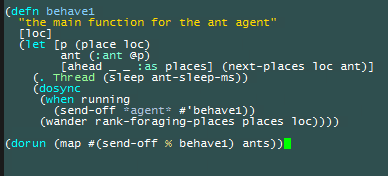 (defn behave1
"the main function for the ant agent"
[loc]
(let [p (place loc)
ant (:ant @p)
[ahead _ _ :as places] (next-places loc ant)]
(. Thread (sleep ant-sleep-ms))
(dosync
(when running
(send-off *agent* #'behave1))
(wander rank-foraging-places places loc))))
(dorun (map #(send-off % behave1) ants))